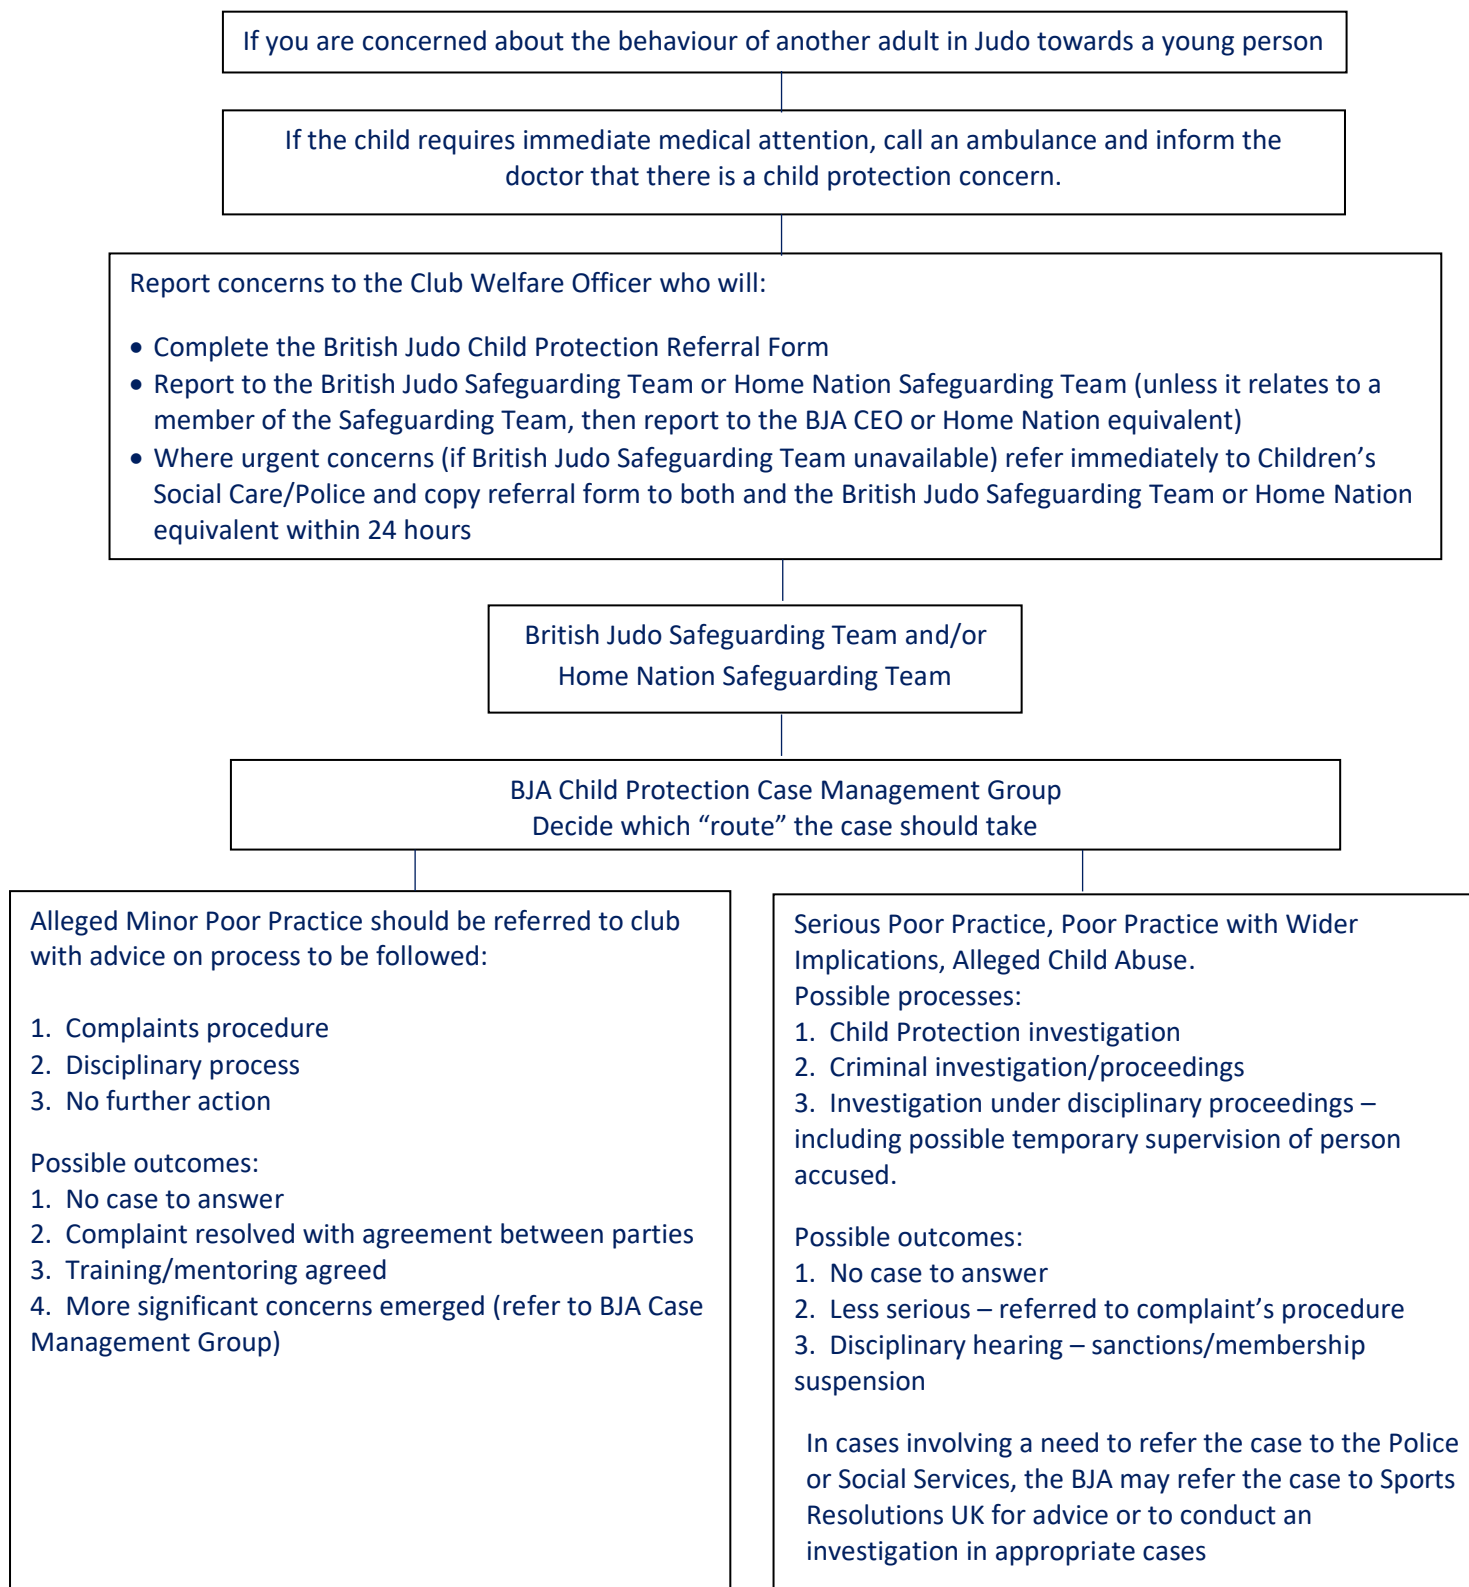 If you are concerned about the behaviour of another adult in Judo towards a young person
If the child requires immediate medical attention, call an ambulance and inform the
doctor that there is a child protection concern.
Report concerns to the Club Welfare Officer who will:
• Complete the British Judo Child Protection Referral Form
• Report to the British Judo Safeguarding Team or Home Nation Safeguarding Team (unless it relates to a
member of the Safeguarding Team, then report to the BJA CEO or Home Nation equivalent)
• Where urgent concerns (if British Judo Safeguarding Team unavailable) refer immediately to Children’s
Social Care/Police and copy referral form to both and the British Judo Safeguarding Team or Home Nation
equivalent within 24 hours
British Judo Safeguarding Team and/or
Home Nation Safeguarding Team
BJA Child Protection Case Management Group
Decide which “route” the case should take
Alleged Minor Poor Practice should be referred to club
with advice on process to be followed:
1. Complaints procedure
2. Disciplinary process
3. No further action
Possible outcomes:
1. No case to answer
2. Complaint resolved with agreement between parties
3. Training/mentoring agreed
4. More significant concerns emerged (refer to BJA Case
Management Group)
Serious Poor Practice, Poor Practice with Wider
Implications, Alleged Child Abuse.
Possible processes:
1. Child Protection investigation
2. Criminal investigation/proceedings
3. Investigation under disciplinary proceedings –
including possible temporary supervision of person
accused.
Possible outcomes:
1. No case to answer
2. Less serious – referred to complaint’s procedure
3. Disciplinary hearing – sanctions/membership
suspension
In cases involving a need to refer the case to the Police
or Social Services, the BJA may refer the case to Sports
Resolutions UK for advice or to conduct an
investigation in appropriate cases